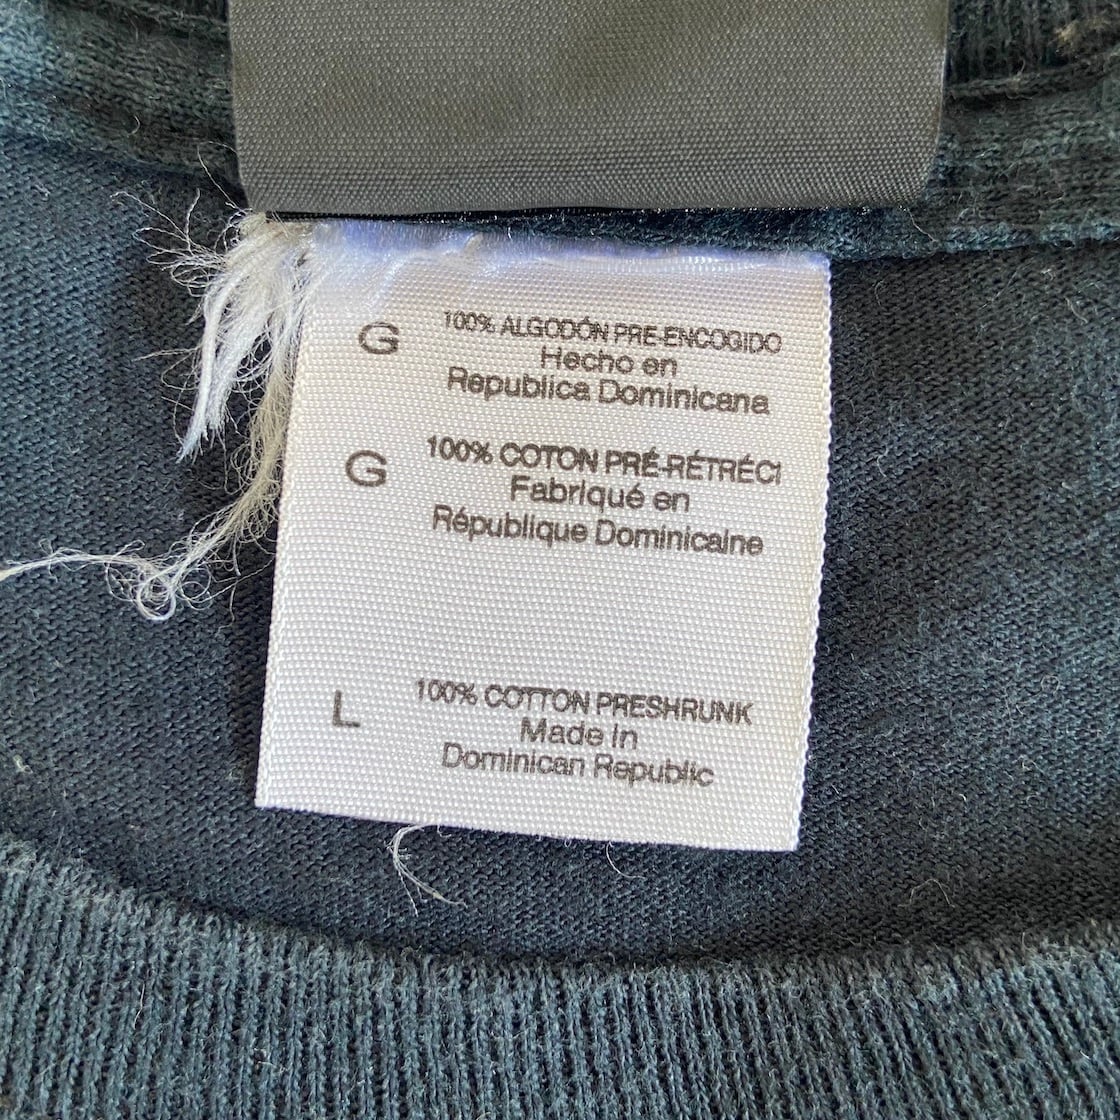 G 100% ALGODÓN PRE-ENCOGIDO
Hecho en
Republica Dominicana
G 100% COTON PRÉ-RÉTRÉCI
Fabriqué en
République Dominicaine
L 100% COTTON PRESHRUNK
Made in
Dominican Republic